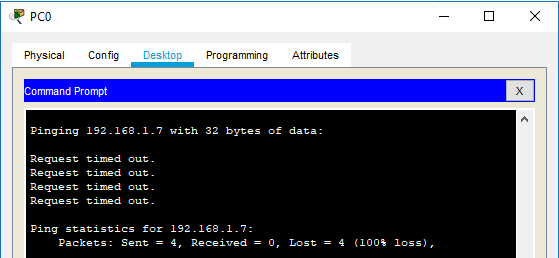 PC0
Physical Config Desktop Programming Attributes
Command Prompt
X
Pinging 192.168.1.7 with 32 bytes of data:
Request timed out.
Request timed out.
Request timed out.
Request timed out.
Ping statistics for 192.168.1.7:
Packets: Sent = 4, Received = 0, Lost = 4 (100% loss),